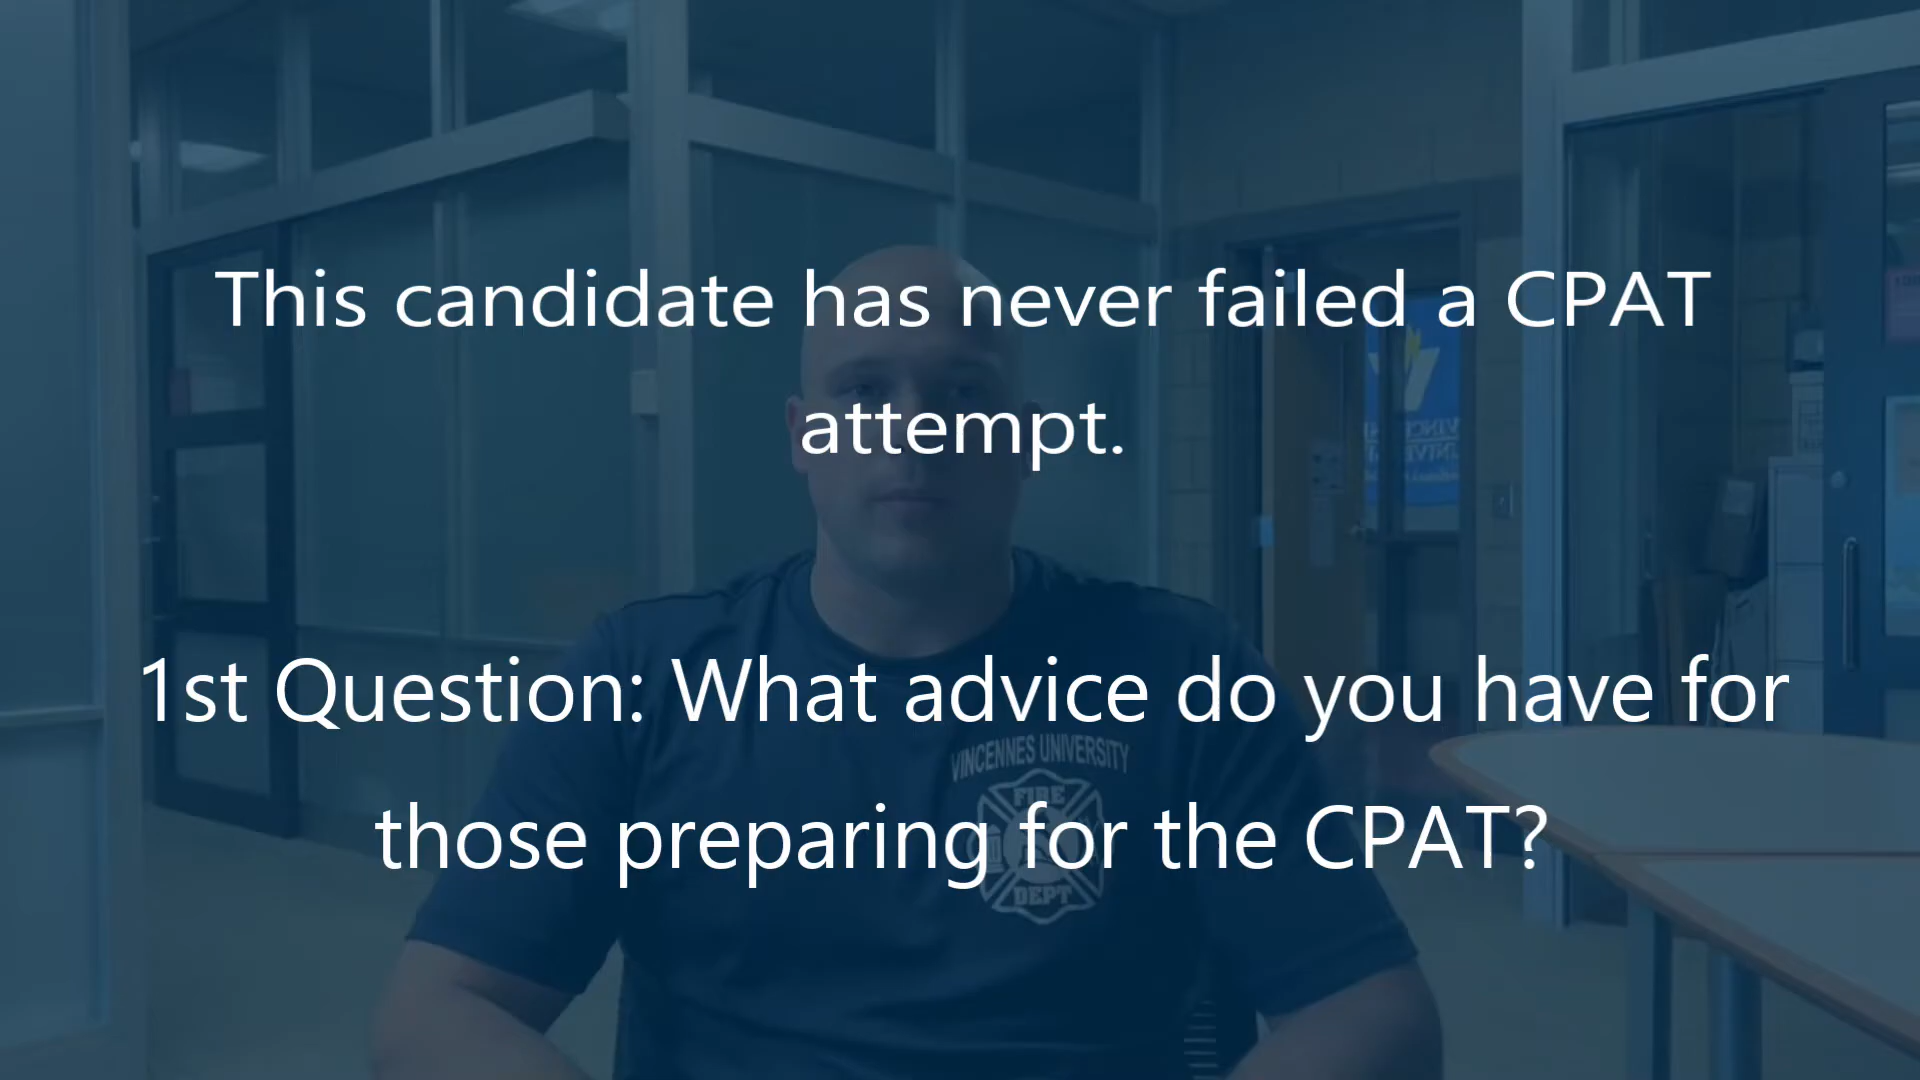 This candidate has never failed a CPAT
attempt.
1st Question: What advice do you have for
those preparing for the CPAT?
VINCENNES UNIVERSITY
FIRE
DEPT